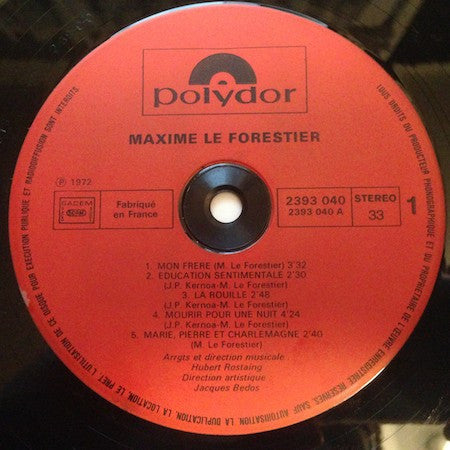 polydor
MAXIME LE FORESTIER
℗ 1972
SACEM
Fabriqué
en France
2393 040
2393 040 A
STEREO
33
1
1. MON FRERE (M. Le Forestier) 3'32
2. EDUCATION SENTIMENTALE 2'30
(J.P. Kernoa-M. Le Forestier)
3. LA ROUILLE 2'48
(J.P. Kernoa-M. Le Forestier)
4. MOURIR POUR UNE NUIT 4'24
(J.P. Kernoa-M. Le Forestier)
5. MARIE, PIERRE ET CHARLEMAGNE 2'40
(M. Le Forestier)
Arrgts et direction musicale
Hubert Rostaing
Direction artistique
Jacques Bedos
TOUS DROITS DU PRODUCTEUR PHONOGRAPHIQUE ET DU PROPRIETAIRE DE L'ŒUVRE ENREGISTREE RESERVES. SAUF AUTORISATION LA DUPLICATION, LA LOCATION, LE PRET L'UTILISATION DE CE DISQUE POUR EXECUTION PUBLIQUE ET RADIODIFFUSION SONT INTERDITS